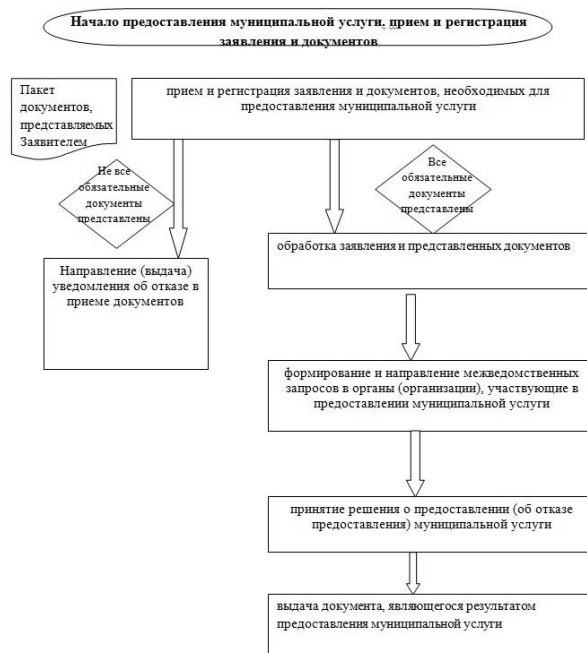 Начало предоставления муниципальной услуги. прием и регистрация
заявления и документов
Пакет
документов,
представляемых
Заявителем
прием и регистрация заявления и документов, необходимых для
предоставления муниципальной услуги
Не все
обязательные
документы
представлены
Все
обязательные
документы
представлены
Направление (выдача)
уведомления об отказе в
приеме документов
обработка заявления и представленных документов
формирование и направление межведомственных
запросов в органы (организации), участвующие в
предоставлении муниципальной услуги
принятие решения о предоставлении (об отказе
предоставления) муниципальной услуги
выдача документа, являющегося результатом
предоставления муниципальной услуги